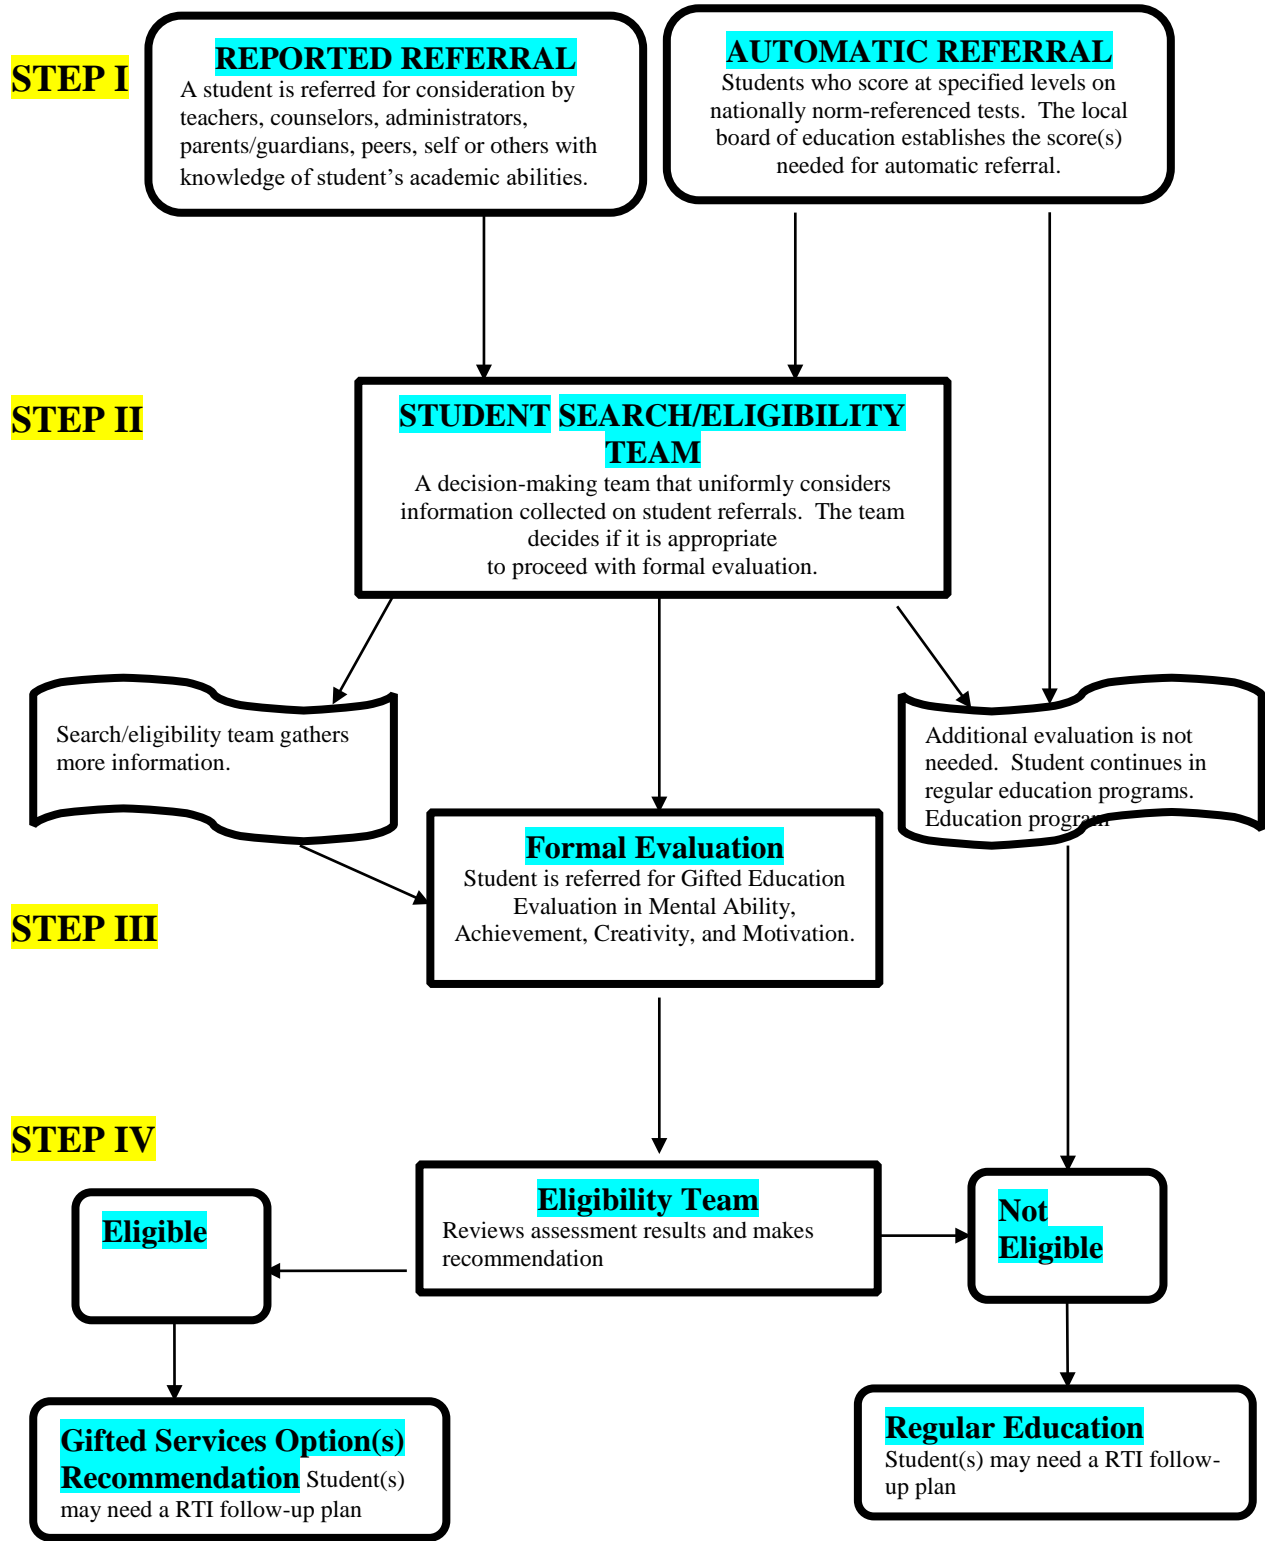 STEP I
REPORTED REFERRAL
A student is referred for consideration by
teachers, counselors, administrators,
parents/guardians, peers, self or others with
knowledge of student's academic abilities.
AUTOMATIC REFERRAL
Students who score at specified levels on
nationally norm-referenced tests. The local
board of education establishes the score(s)
needed for automatic referral.
STEP II
STUDENT SEARCH/ELIGIBILITY
TEAM
A decision-making team that uniformly considers
information collected on student referrals. The team
decides if it is appropriate
to proceed with formal evaluation.
Search/eligibility team gathers
more information.
Additional evaluation is not
needed. Student continues in
regular education programs.
Education program
STEP III
Formal Evaluation
Student is referred for Gifted Education
Evaluation in Mental Ability,
Achievement, Creativity, and Motivation.
STEP IV
Eligible
Eligibility Team
Reviews assessment results and makes
recommendation
Not
Eligible
Gifted Services Option(s)
Recommendation Student(s)
may need a RTI follow-up plan
Regular Education
Student(s) may need a RTI follow-
up plan